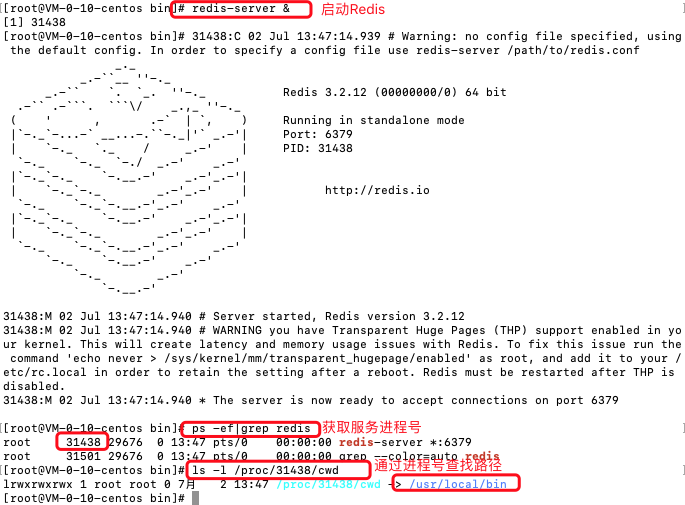 [[root@VM-0-10-centos bin]# redis-server & 启动Redis
[1] 31438
[[root@VM-0-10-centos bin]# 31438:C 02 Jul 13:47:14.939 # Warning: no config file specified, using
the default config. In order to specify a config file use redis-server /path/to/redis.conf
Redis 3.2.12 (00000000/0) 64 bit
Running in standalone mode
Port: 6379
PID: 31438
http://redis.io
31438:M 02 Jul 13:47:14.940 # Server started, Redis version 3.2.12
31438:M 02 Jul 13:47:14.940 # WARNING you have Transparent Huge Pages (THP) support enabled in yo
ur kernel. This will create latency and memory usage issues with Redis. To fix this issue run the
command 'echo never > /sys/kernel/mm/transparent_hugepage/enabled' as root, and add it to your /
etc/rc.local in order to retain the setting after a reboot. Redis must be restarted after THP is
disabled.
31438:M 02 Jul 13:47:14.940 * The server is now ready to accept connections on port 6379
[[root@VM-0-10-centos bin]# ps -ef|grep redis 获取服务进程号
root 31438 29676 0 13:47 pts/0 00:00:00 redis-server *:6379
root 31501 29676 0 13:47 pts/0 00:00:00 grep --color=auto redis
[[root@VM-0-10-centos bin]# ls -l /proc/31438/cwd 通过进程号查找路径
lrwxrwxrwx 1 root root 0 7月 2 13:47 /proc/31438/cwd -> /usr/local/bin
[root@VM-0-10-centos bin]#